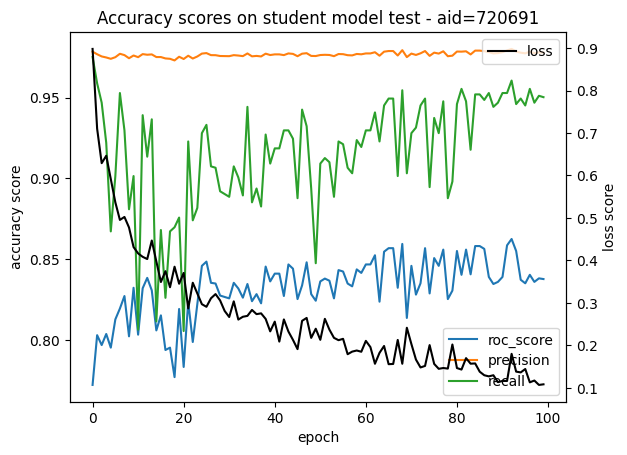 Accuracy scores on student model test - aid=720691
loss
0.95
0.90
0.85
0.80
accuracy score
0.9
0.8
0.7
0.6
0.5
0.4
0.3
0.2
0.1
loss score
roc_score
precision
recall
0
20
40
60
80
100
epoch